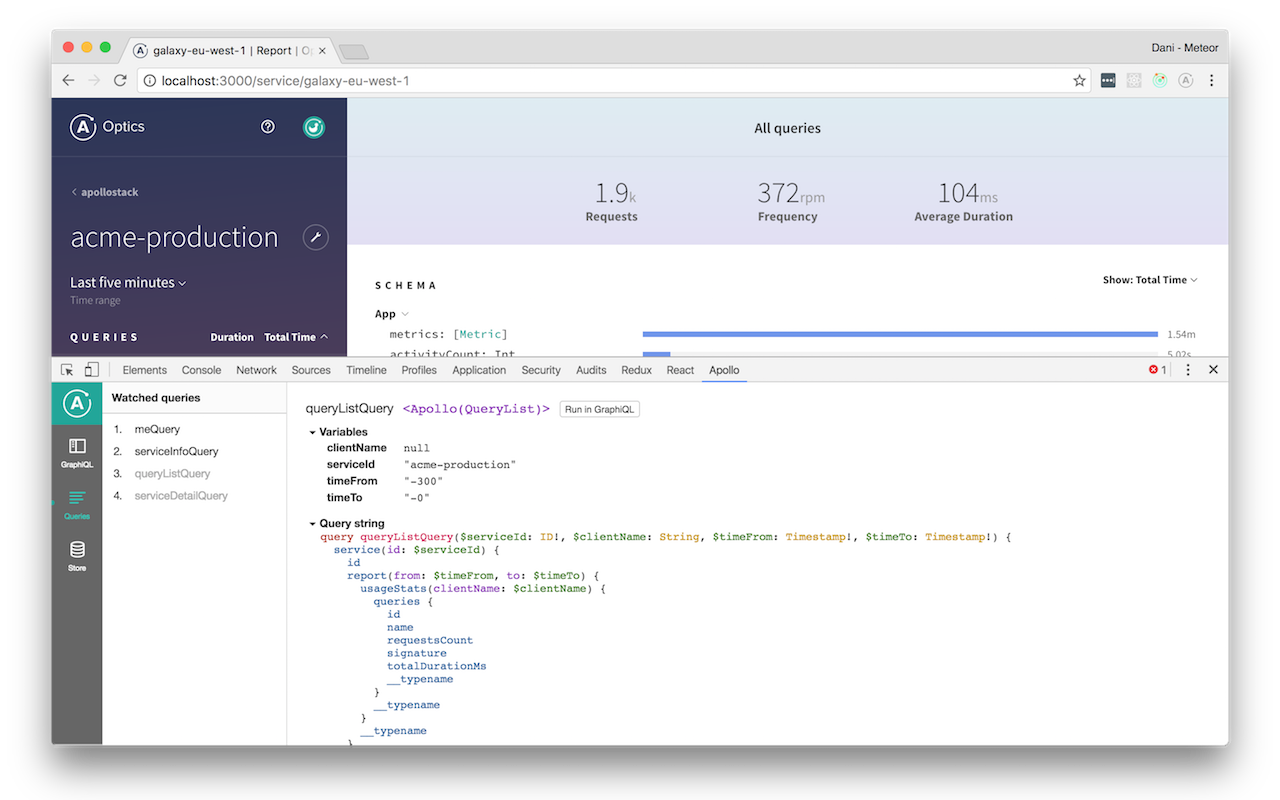 galaxy-eu-west-1 | Report | Op
Dani - Meteor
localhost:3000/service/galaxy-eu-west-1
Optics
apollostack
acme-production
Last five minutes
Time range
QUERIES Duration Total Time
All queries
1.9k 372rpm 104ms
Requests Frequency Average Duration
SCHEMA Show: Total Time
App
metrics: [Metric] 1.54m
activityCount: Int 5.02s
Elements Console Network Sources Timeline Profiles Application Security Audits Redux React Apollo 1
GraphiQL
Queries
Store
Watched queries
1. meQuery
2. serviceInfoQuery
3. queryListQuery
4. serviceDetailQuery
queryListQuery <Apollo(QueryList)> Run in GraphiQL
Variables
clientName null
serviceId "acme-production"
timeFrom "-300"
timeTo "-0"
Query string
query queryListQuery($serviceId: ID!, $clientName: String, $timeFrom: Timestamp!, $timeTo: Timestamp!) {
service(id: $serviceId) {
id
report(from: $timeFrom, to: $timeTo) {
usageStats(clientName: $clientName) {
queries {
id
name
requestsCount
signature
totalDurationMs
__typename
}
__typename
}
__typename
}